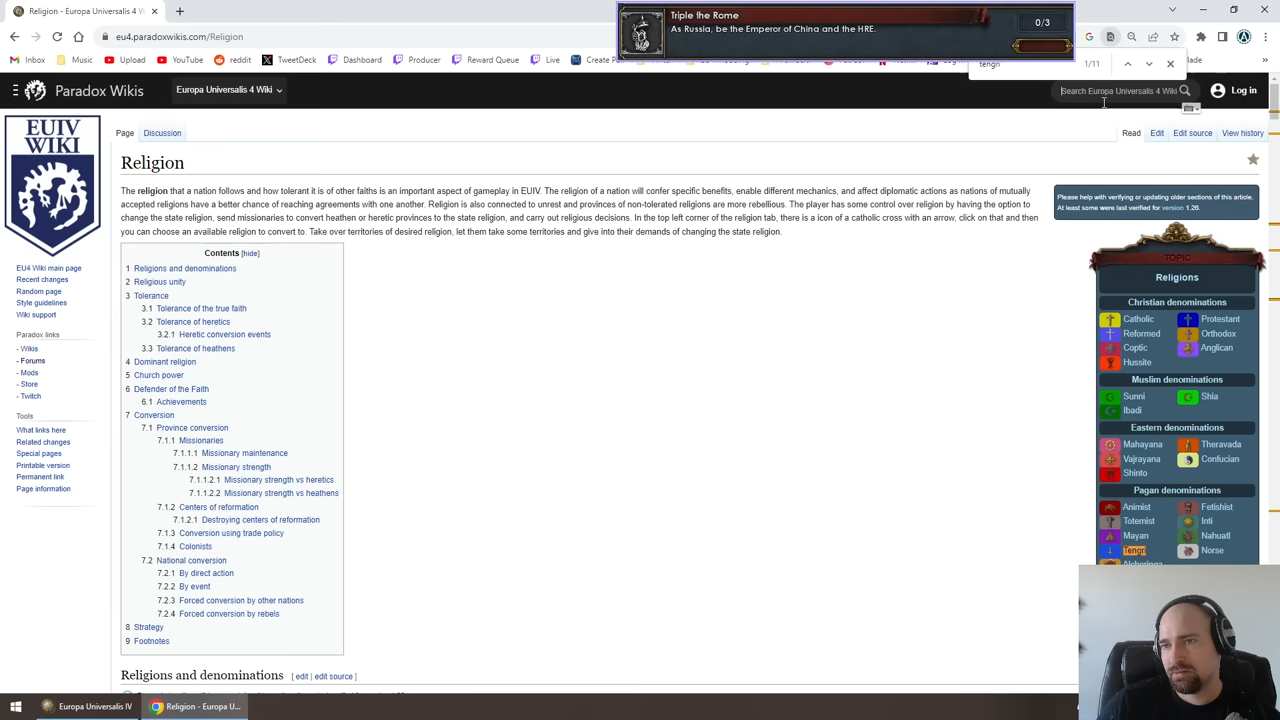 Religion - Europa Universalis 4 W
eu4.paradoxwikis.com/Religion
Triple the Rome
As Russia, be the Emperor of China and the HRE.
0/3
Inbox
Music
Upload
YouTube
reddit
TweetDeck
Dashboard
Producer
Reward Queue
Create
tengri
1/11
Paradox Wikis
Europa Universalis 4 Wiki
Search Europa Universalis 4 Wiki
Log in
EUIV
WIKI
Page
Discussion
Read
Edit
Edit source
View history
Religion
The religion that a nation follows and how tolerant it is of other faiths is an important aspect of gameplay in EUIV. The religion of a nation will confer specific benefits, enable different mechanics, and affect diplomatic actions as nations of mutually
accepted religions have a better chance of reaching agreements with one another. Religion is also connected to unrest and provinces of non-tolerated religions are more rebellious. The player has some control over religion by having the option to
change the state religion, send missionaries to convert heathen or heretic provinces to the state religion, and carry out religious decisions. In the top left corner of the religion tab, there is a icon of a catholic cross with an arrow, click on that and then
you can choose an available religion to convert to. Take over territories of desired religion, let them take some territories and give into their demands of changing the state religion.
Please help with verifying or updating older sections of this article.
At least some were last verified for version 1.26.
Contents [hide]
1 Religions and denominations
2 Religious unity
3 Tolerance
3.1 Tolerance of the true faith
3.2 Tolerance of heretics
3.2.1 Heretic conversion events
3.3 Tolerance of heathens
4 Dominant religion
5 Church power
6 Defender of the Faith
6.1 Achievements
7 Conversion
7.1 Province conversion
7.1.1 Missionaries
7.1.1.1 Missionary maintenance
7.1.1.2 Missionary strength
7.1.1.2.1 Missionary strength vs heretics
7.1.1.2.2 Missionary strength vs heathens
7.1.2 Centers of reformation
7.1.2.1 Destroying centers of reformation
7.1.3 Conversion using trade policy
7.1.4 Colonists
7.2 National conversion
7.2.1 By direct action
7.2.2 By event
7.2.3 Forced conversion by other nations
7.2.4 Forced conversion by rebels
8 Strategy
9 Footnotes
Religions and denominations [ edit | edit source ]
EU4 Wiki main page
Recent changes
Random page
Style guidelines
Wiki support
Paradox links
- Wikis
- Forums
- Mods
- Store
- Twitch
Tools
What links here
Related changes
Special pages
Printable version
Permanent link
Page information
TOPIC
Religions
Christian denominations
Catholic
Protestant
Reformed
Orthodox
Coptic
Anglican
Hussite
Muslim denominations
Sunni
Shia
Ibadi
Eastern denominations
Mahayana
Theravada
Vajrayana
Confucian
Shinto
Pagan denominations
Animist
Fetishist
Totemist
Inti
Mayan
Nahuatl
Tengri
Norse
Alcheringa
Europa Universalis IV
Religion - Europa U...